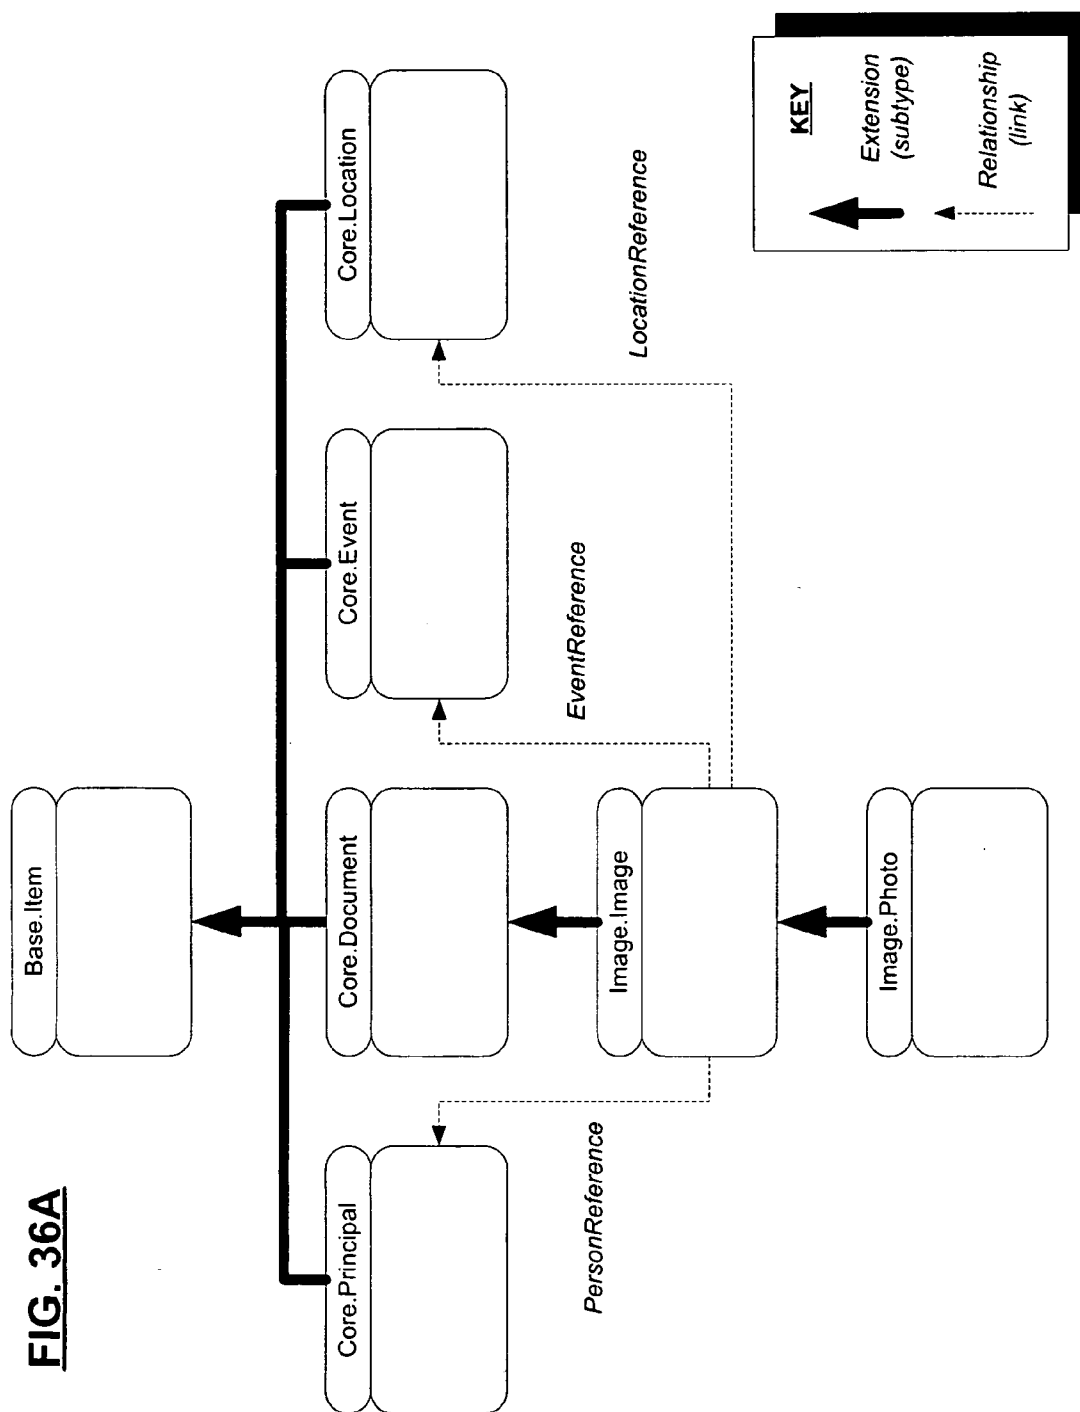 FIG. 36A
Base.Item
Core.Principal
Core.Document
Core.Event
Core.Location
PersonReference
EventReference
LocationReference
Image.Image
Image.Photo
KEY
Extension
(subtype)
Relationship
(link)